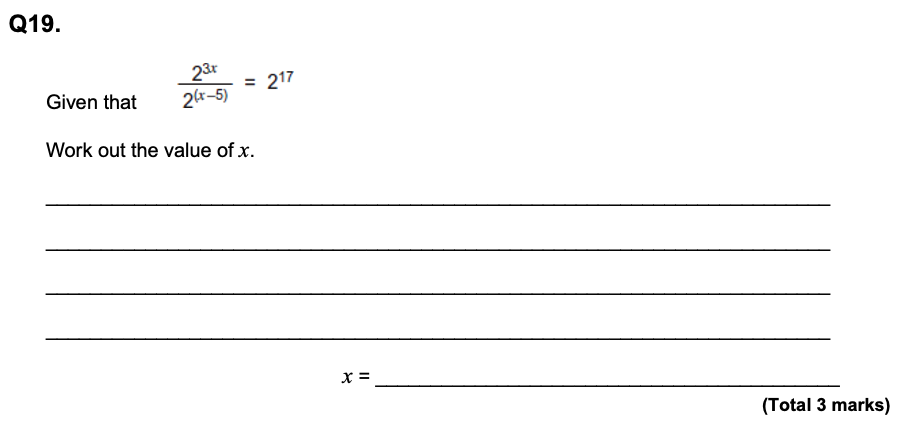 Q19.
Given that 2^{3x} / 2^{(x–5)} = 2^{17}
Work out the value of x.
x =
(Total 3 marks)